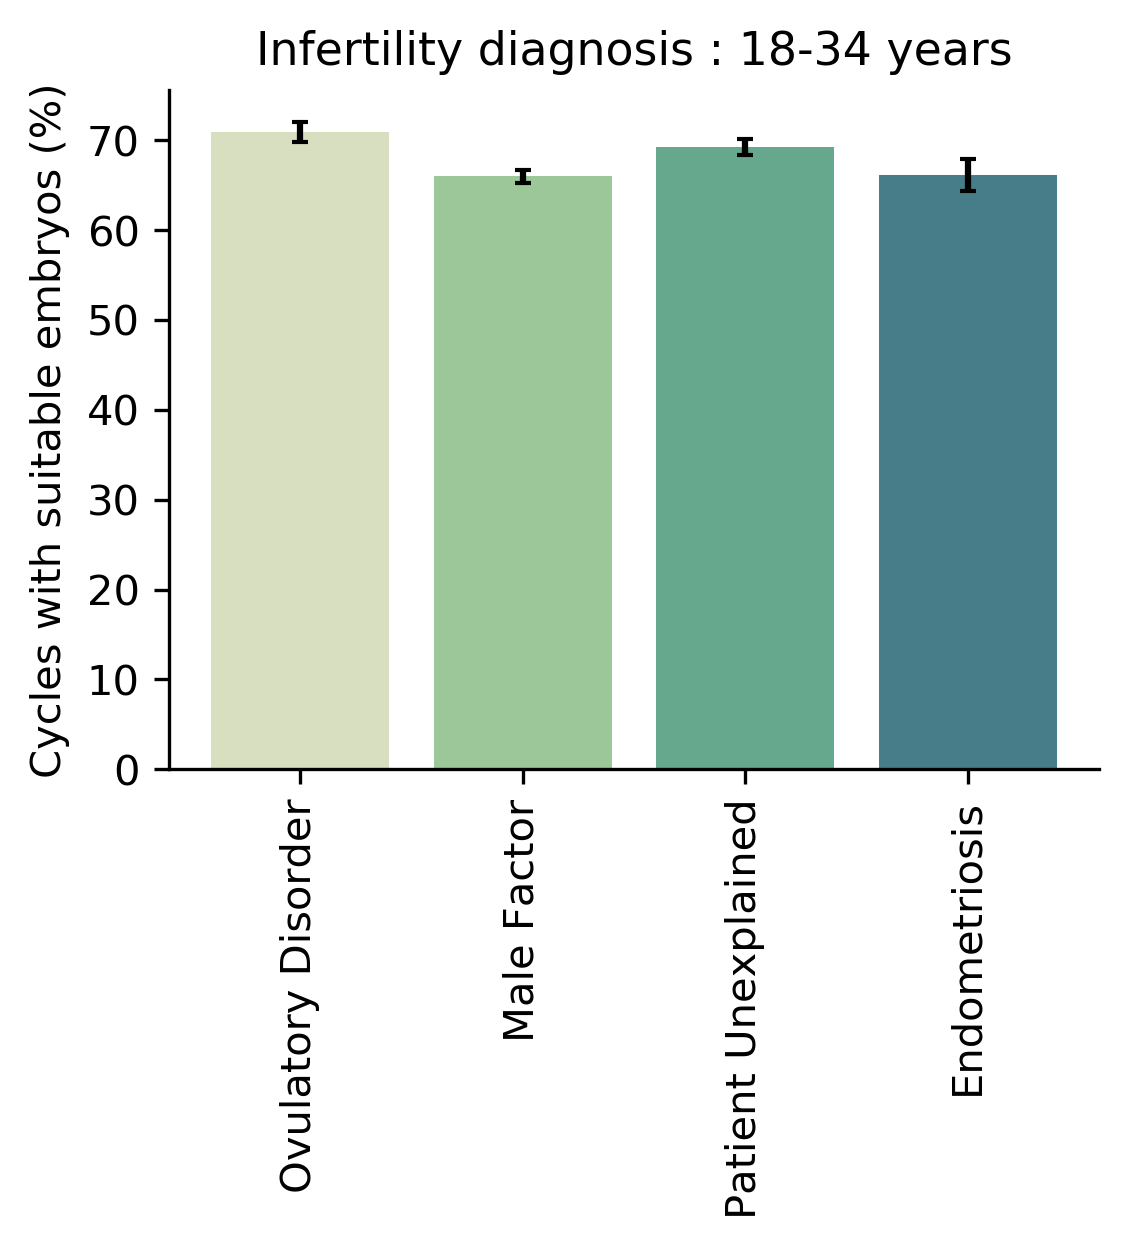 Infertility diagnosis : 18-34 years
Cycles with suitable embryos (%)
70
60
50
40
30
20
10
0
Ovulatory Disorder
Male Factor
Patient Unexplained
Endometriosis